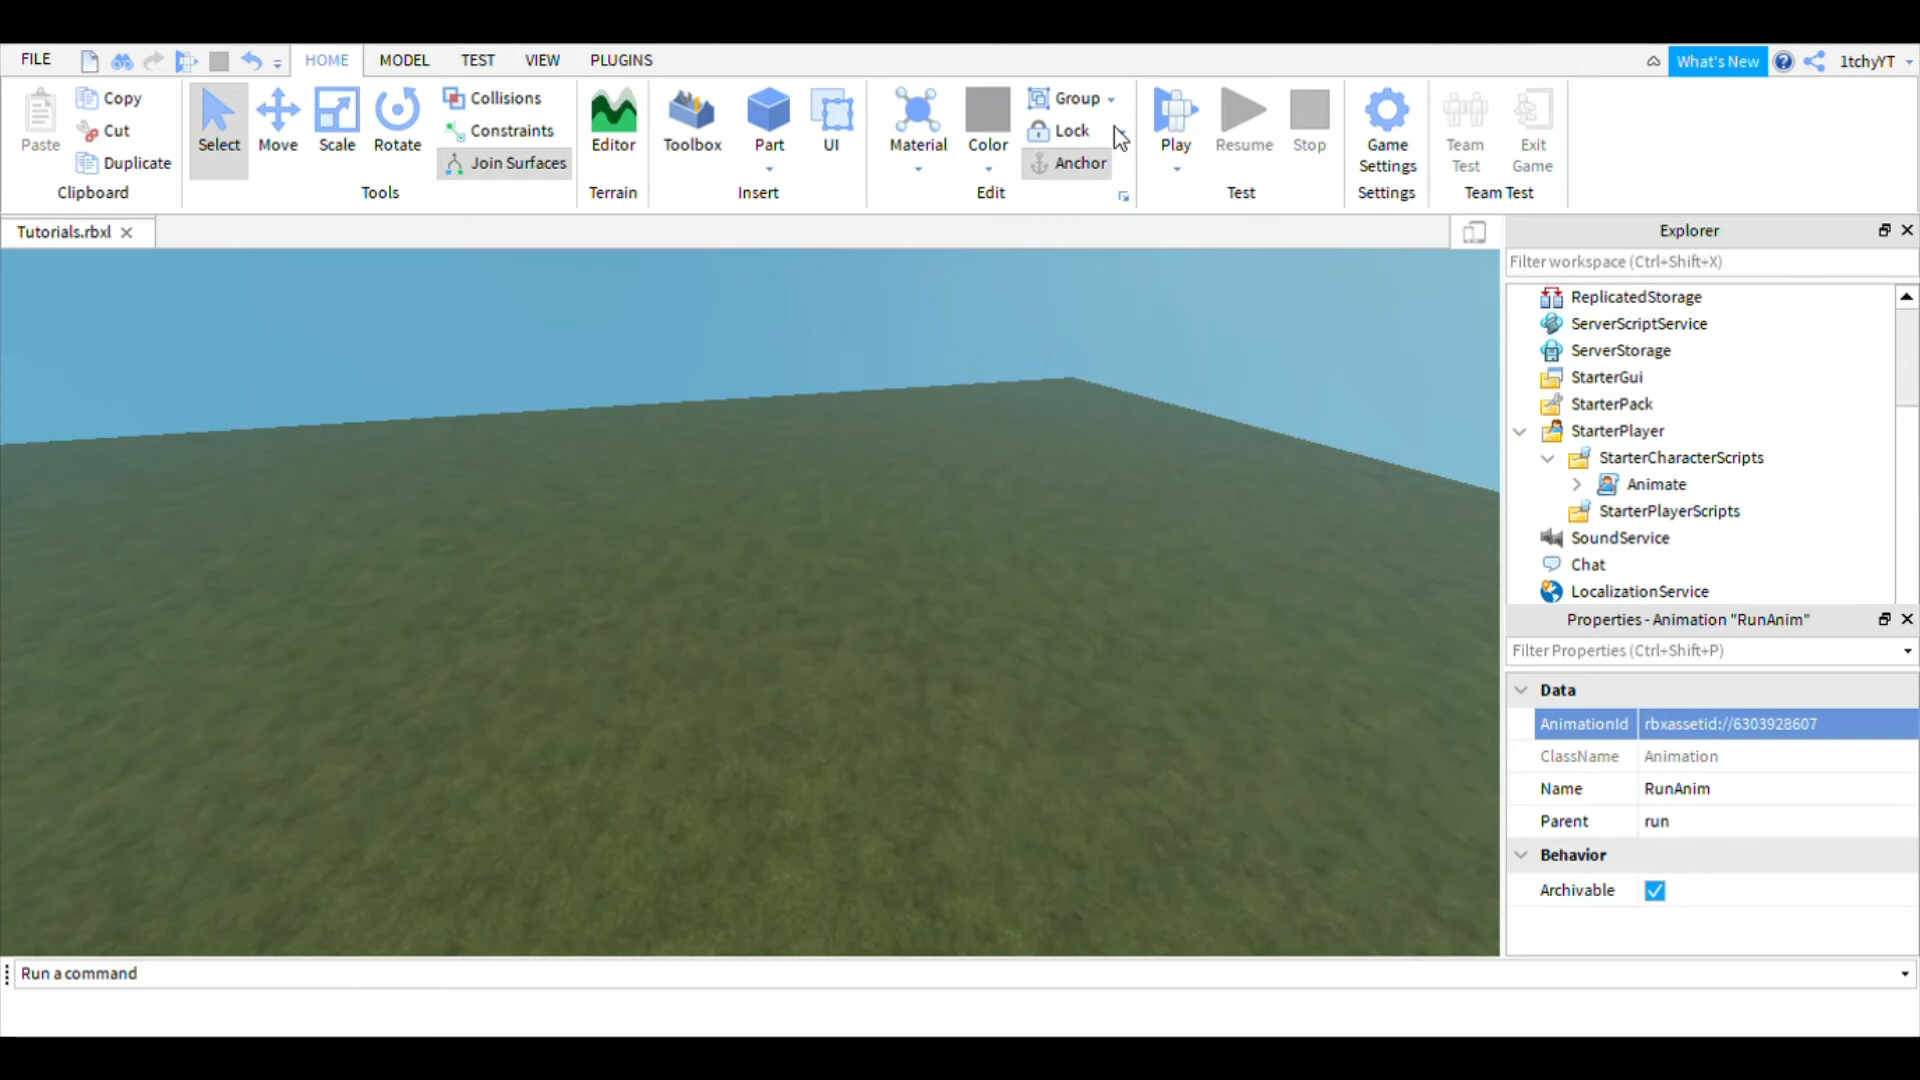 FILE HOME MODEL TEST VIEW PLUGINS What's New 1tchyYT
Copy Collisions Group
Cut Constraints Lock
Paste Select Move Scale Rotate Editor Toolbox Part UI Material Color Play Resume Stop Game Settings Team Test Exit Game
Duplicate Join Surfaces Anchor
Clipboard Tools Terrain Insert Edit Test Settings Team Test
Tutorials.rbxl
Explorer
Filter workspace (Ctrl+Shift+X)
ReplicatedStorage
ServerScriptService
ServerStorage
StarterGui
StarterPack
StarterPlayer
StarterCharacterScripts
Animate
StarterPlayerScripts
SoundService
Chat
LocalizationService
Properties - Animation "RunAnim"
Filter Properties (Ctrl+Shift+P)
Data
AnimationId rbxassetid://6303928607
ClassName Animation
Name RunAnim
Parent run
Behavior
Archivable
Run a command